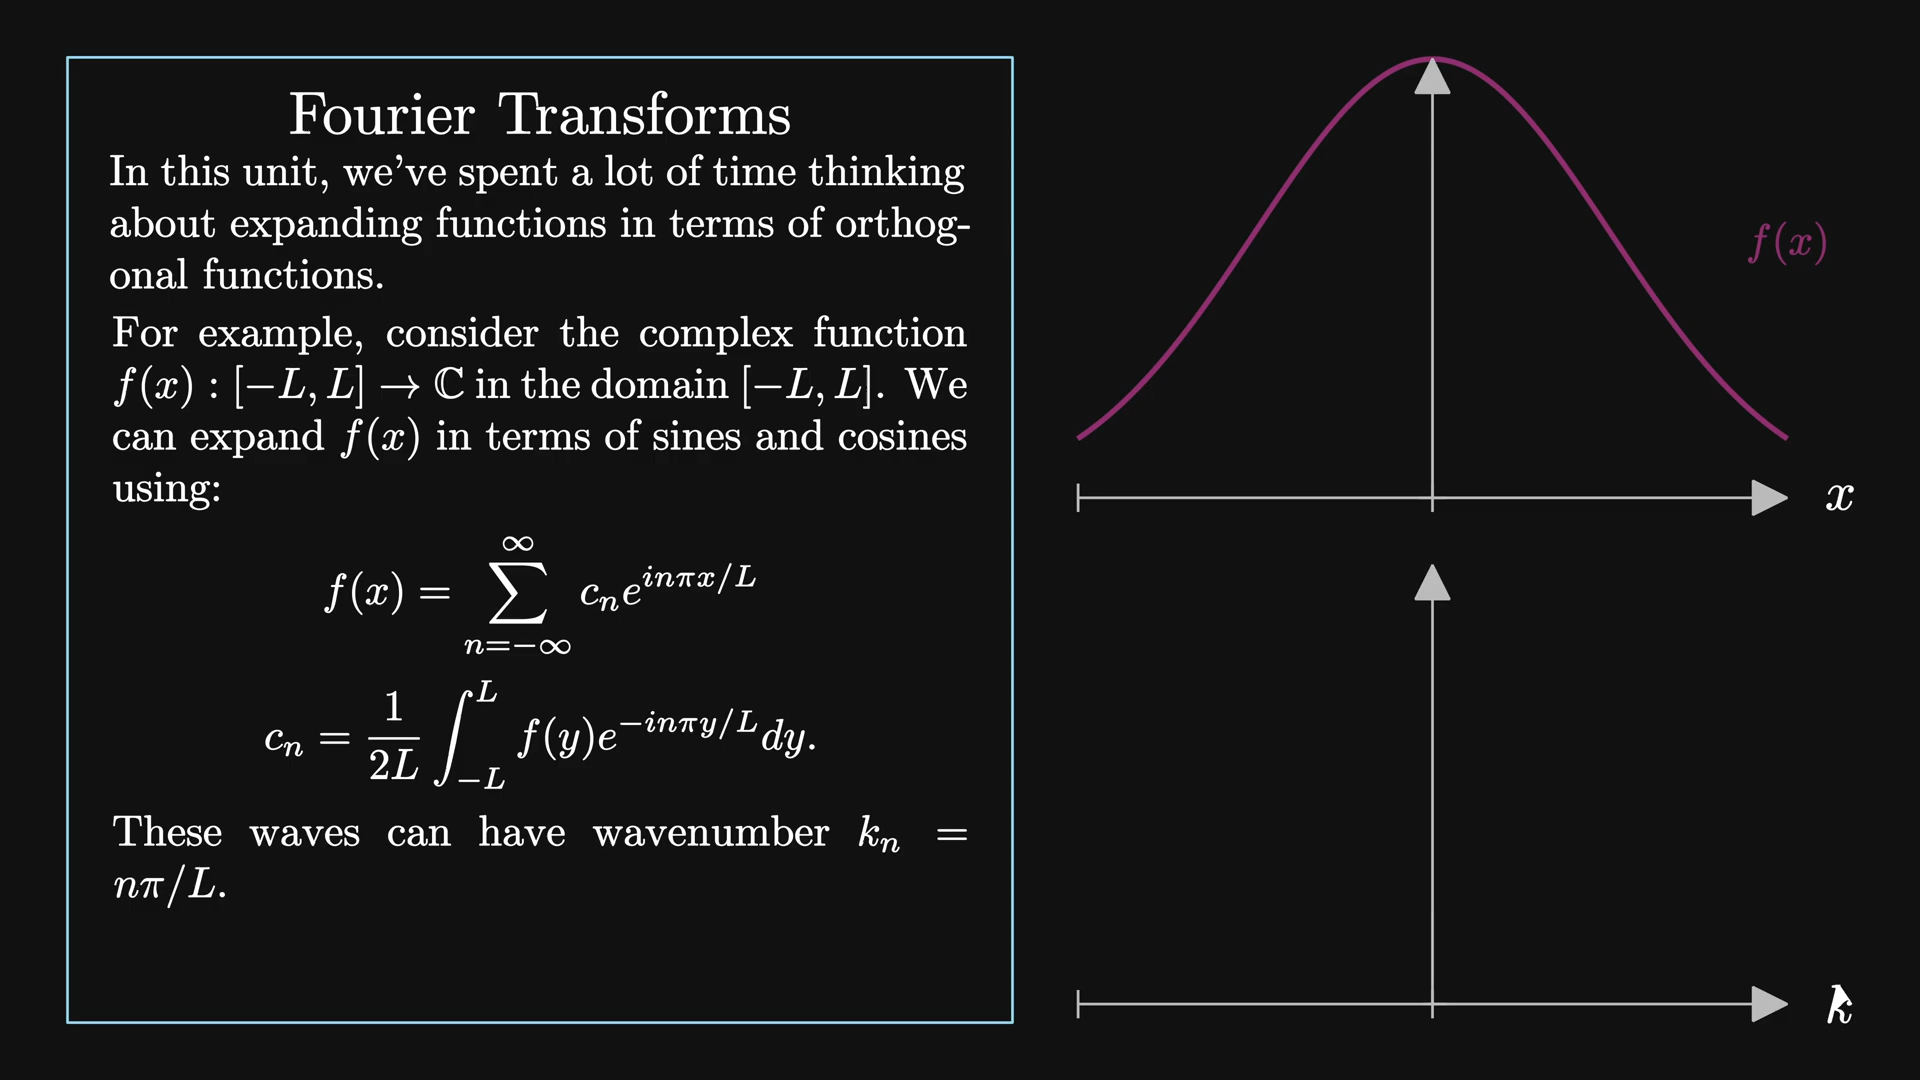 Fourier Transforms
In this unit, we've spent a lot of time thinking
about expanding functions in terms of orthog-
onal functions.
For example, consider the complex function
f(x) : [−L, L] → ℂ in the domain [−L, L]. We
can expand f(x) in terms of sines and cosines
using:
f(x) = ∑_{n=−∞}^{∞} c_n e^{inπx/L}
c_n = \frac{1}{2L} ∫_{−L}^{L} f(y)e^{−inπy/L} dy.
These waves can have wavenumber k_n =
nπ/L.
f(x)
x
k